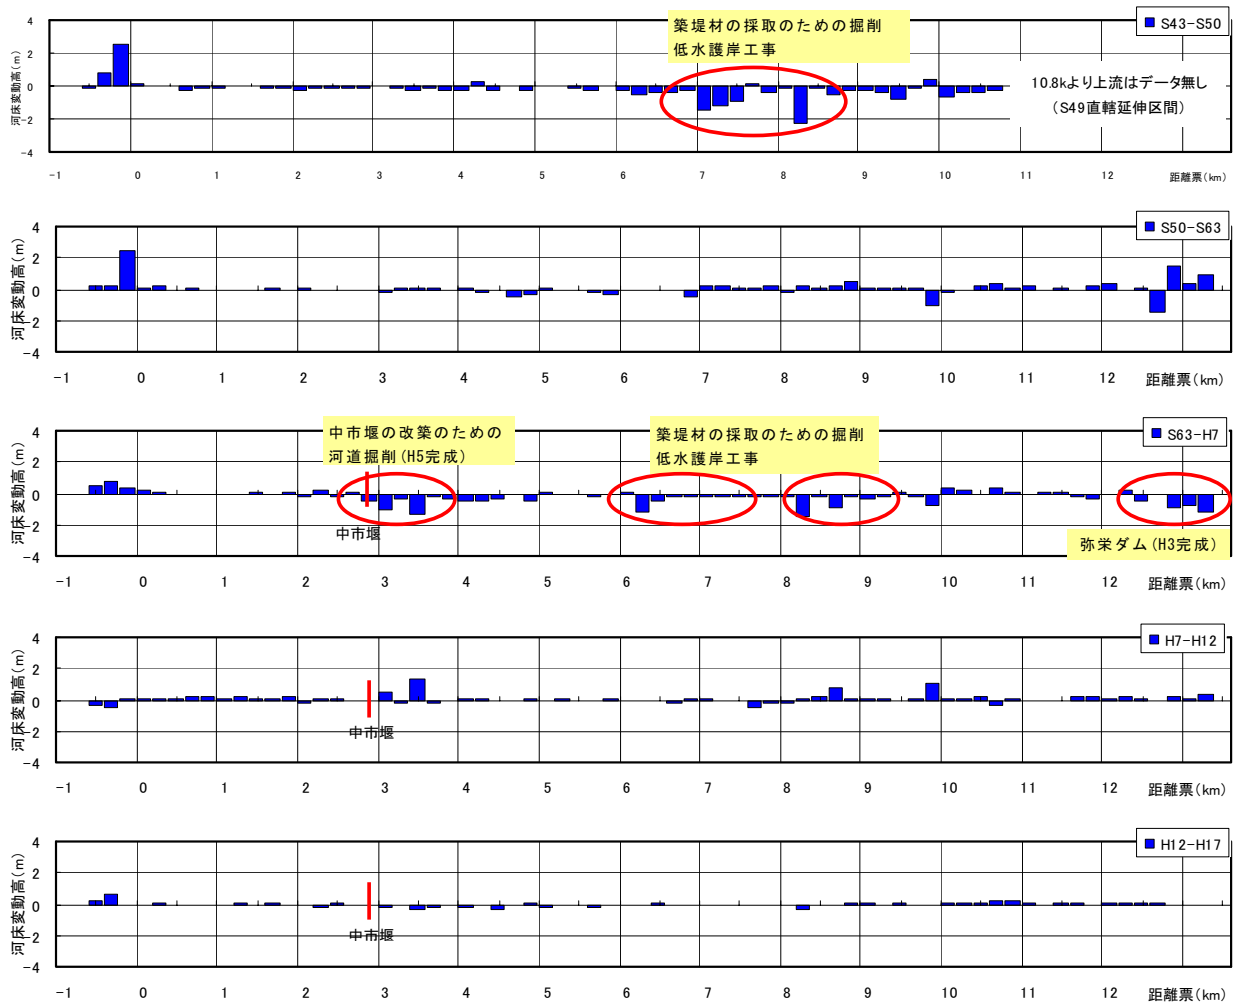 S43-S50
築堤材の採取のための掘削
低水護岸工事
10.8kより上流はデータ無し
（S49直轄延伸区間）
河床変動高(m)
4
2
0
-2
-4
-1 0 1 2 3 4 5 6 7 8 9 10 11 12 距離票(km)
S50-S63
河床変動高(m)
4
2
0
-2
-4
-1 0 1 2 3 4 5 6 7 8 9 10 11 12 距離票(km)
S63-H7
中市堰の改築のための
河道掘削(H5完成)
築堤材の採取のための掘削
低水護岸工事
中市堰
弥栄ダム(H3完成)
河床変動高(m)
4
2
0
-2
-4
-1 0 1 2 3 4 5 6 7 8 9 10 11 12 距離票(km)
H7-H12
中市堰
河床変動高(m)
4
2
0
-2
-4
-1 0 1 2 3 4 5 6 7 8 9 10 11 12 距離票(km)
H12-H17
中市堰
河床変動高(m)
4
2
0
-2
-4
-1 0 1 2 3 4 5 6 7 8 9 10 11 12 距離票(km)